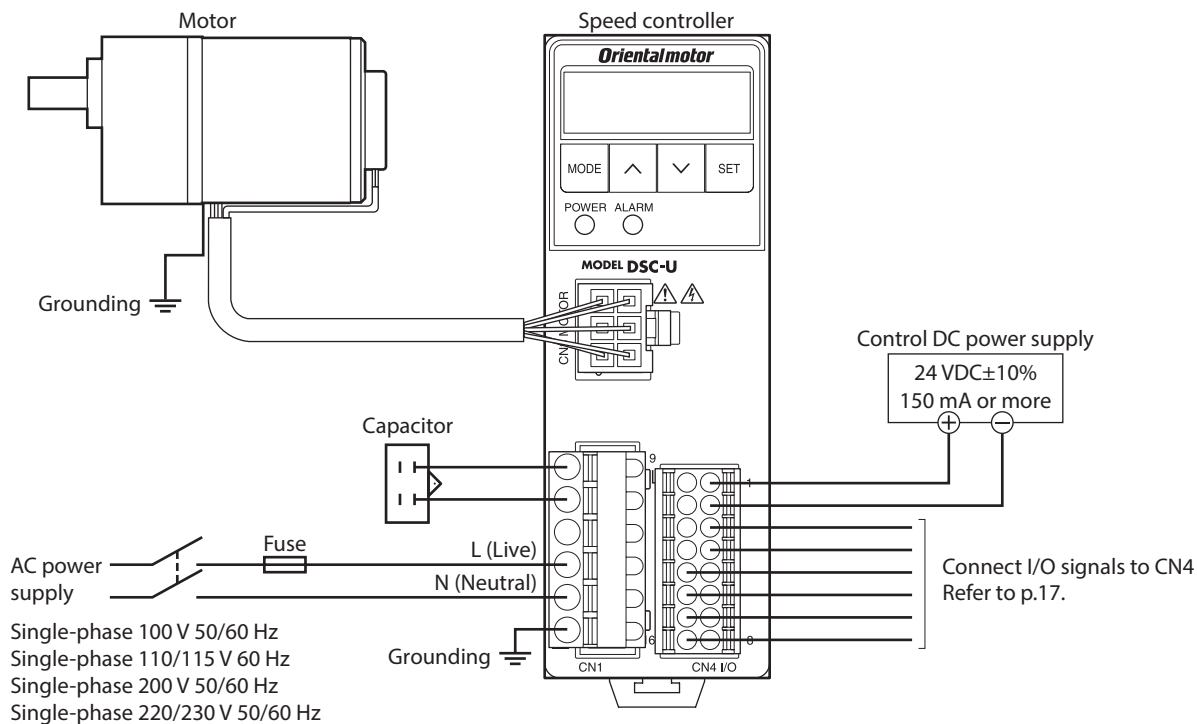 Motor
Speed controller
Orientalmotor
MODE
SET
POWER ALARM
MODEL DSC-U
Grounding
MOTOR
Control DC power supply
24 VDC±10%
150 mA or more
Capacitor
9
1
Fuse
L (Live)
AC power
supply
N (Neutral)
Connect I/O signals to CN4
Refer to p.17.
Single-phase 100 V 50/60 Hz
Single-phase 110/115 V 60 Hz
Single-phase 200 V 50/60 Hz
Single-phase 220/230 V 50/60 Hz
Grounding
6
8
CN1
CN4 I/O